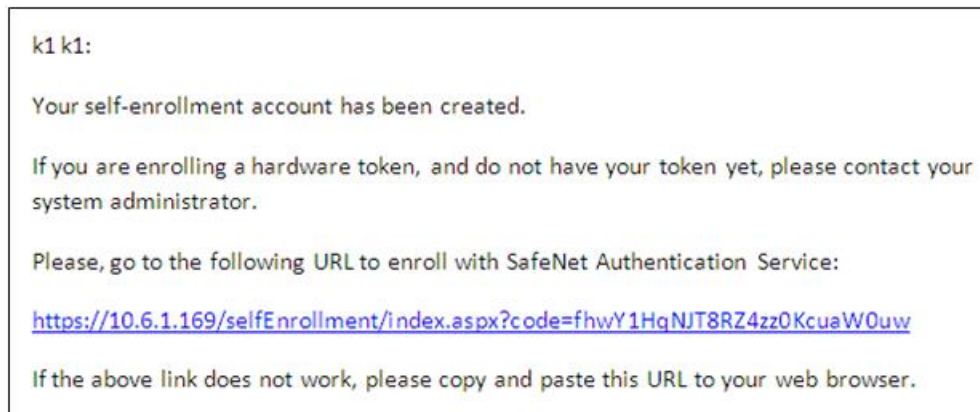 k1 k1:
Your self-enrollment account has been created.
If you are enrolling a hardware token, and do not have your token yet, please contact your
system administrator.
Please, go to the following URL to enroll with SafeNet Authentication Service:
https://10.6.1.169/selfEnrollment/index.aspx?code=fhwY1HqNJT8RZ4zz0KcuaW0uw
If the above link does not work, please copy and paste this URL to your web browser.